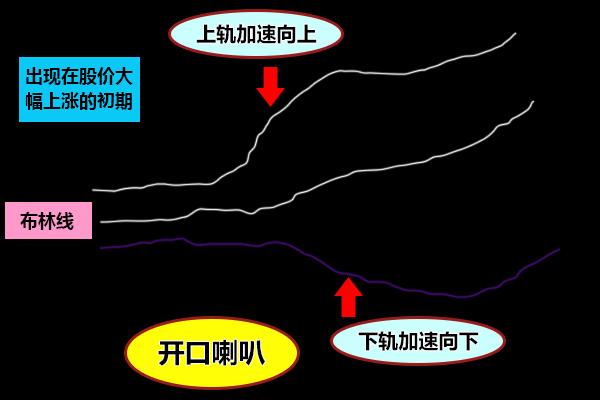 上轨加速向上
出现在股价大
幅上涨的初期
布林线
下轨加速向下
开口喇叭